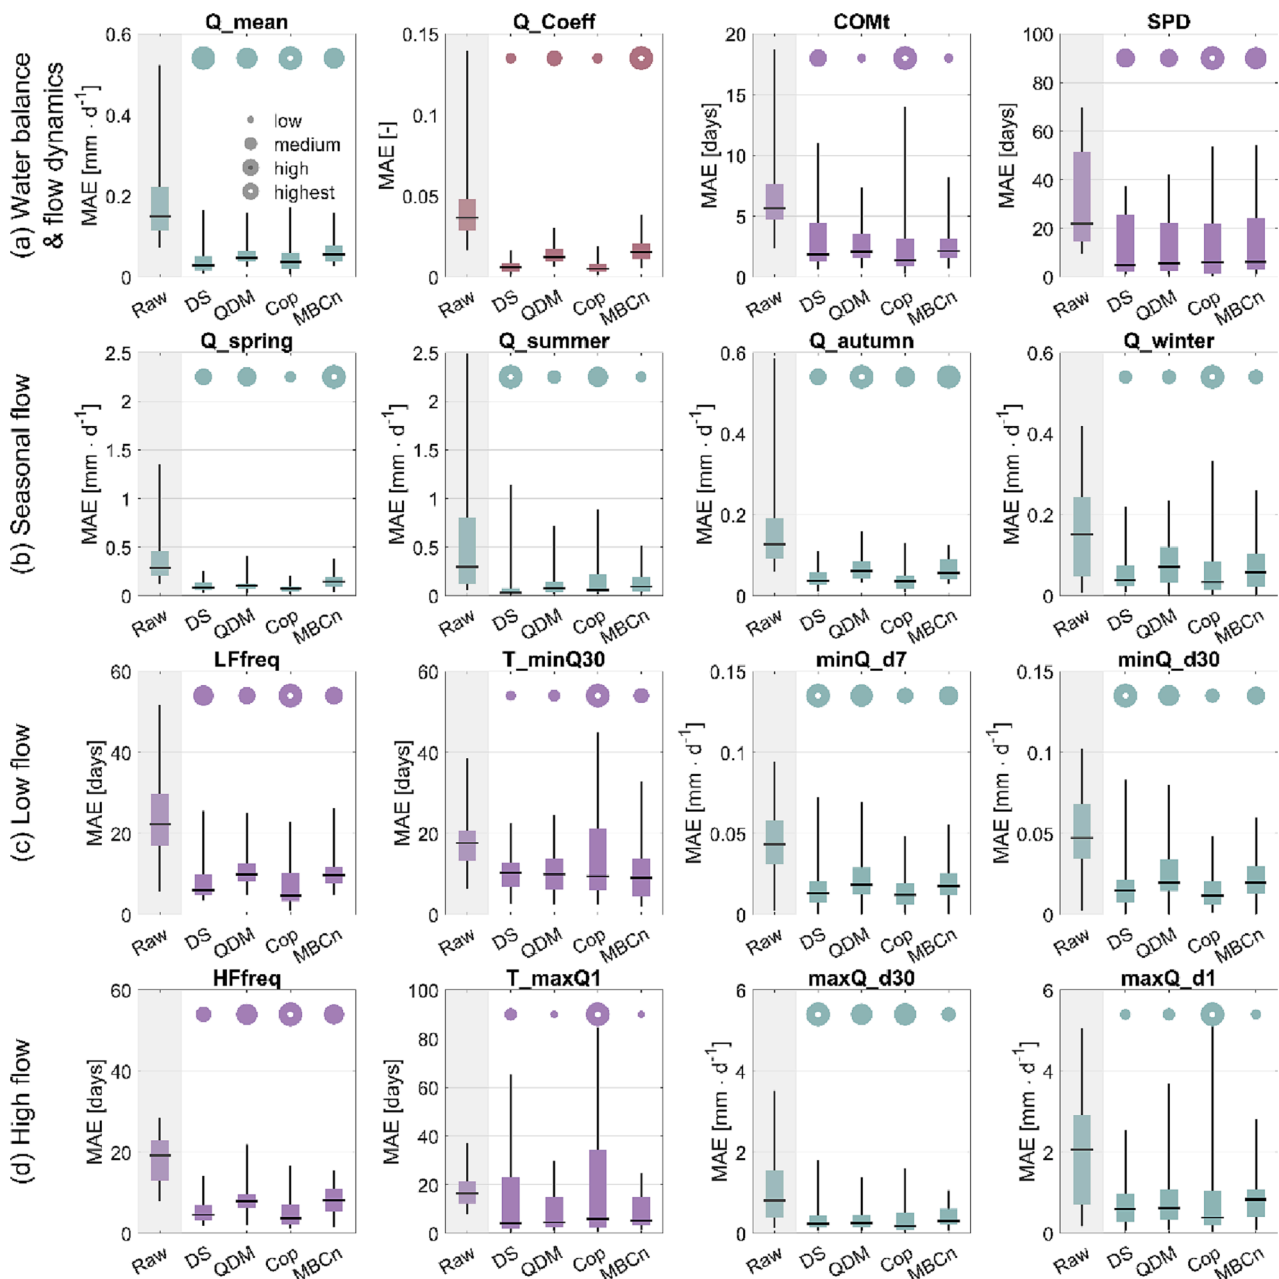 (a) Water balance
& flow dynamics
Q_mean
MAE [mm · d⁻¹]
0.6
0.4
0.2
0
low
medium
high
highest
Raw DS QDM Cop MBCn
Q_Coeff
MAE [-]
0.15
0.1
0.05
0
Raw DS QDM Cop MBCn
COMt
MAE [days]
20
15
10
5
0
Raw DS QDM Cop MBCn
SPD
MAE [days]
100
80
60
40
20
0
Raw DS QDM Cop MBCn
(b) Seasonal flow
Q_spring
MAE [mm · d⁻¹]
2.5
2
1.5
1
0.5
0
Raw DS QDM Cop MBCn
Q_summer
MAE [mm · d⁻¹]
2.5
2
1.5
1
0.5
0
Raw DS QDM Cop MBCn
Q_autumn
MAE [mm · d⁻¹]
0.6
0.4
0.2
0
Raw DS QDM Cop MBCn
Q_winter
MAE [mm · d⁻¹]
0.6
0.4
0.2
0
Raw DS QDM Cop MBCn
(c) Low flow
LFfreq
MAE [days]
60
40
20
0
Raw DS QDM Cop MBCn
T_minQ30
MAE [days]
60
40
20
0
Raw DS QDM Cop MBCn
minQ_d7
MAE [mm · d⁻¹]
0.15
0.1
0.05
0
Raw DS QDM Cop MBCn
minQ_d30
MAE [mm · d⁻¹]
0.15
0.1
0.05
0
Raw DS QDM Cop MBCn
(d) High flow
HFfreq
MAE [days]
60
40
20
0
Raw DS QDM Cop MBCn
T_maxQ1
MAE [days]
100
80
60
40
20
0
Raw DS QDM Cop MBCn
maxQ_d30
MAE [mm · d⁻¹]
6
4
2
0
Raw DS QDM Cop MBCn
maxQ_d1
MAE [mm · d⁻¹]
6
4
2
0
Raw DS QDM Cop MBCn